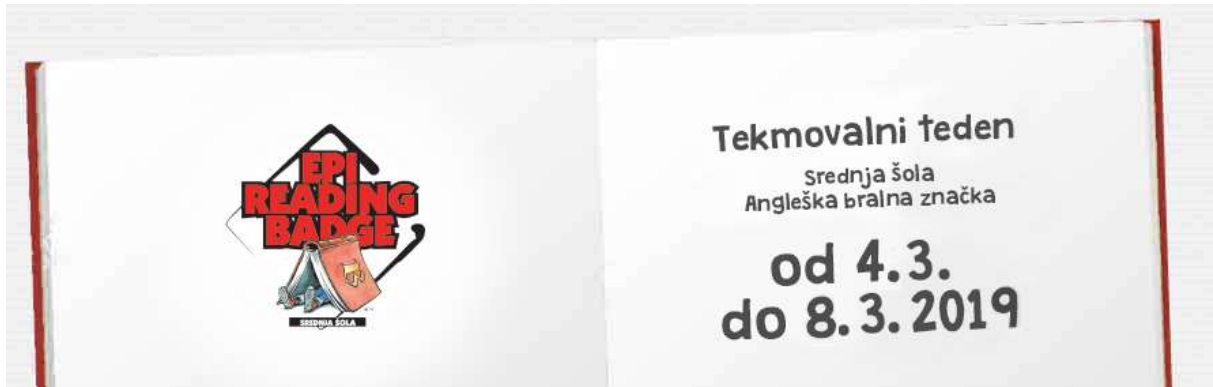 EPI
READING
BADGE
SREDNJA ŠOLA
Tekmovalni teden
Srednja šola
Angleška bralna značka
od 4.3.
do 8.3.2019